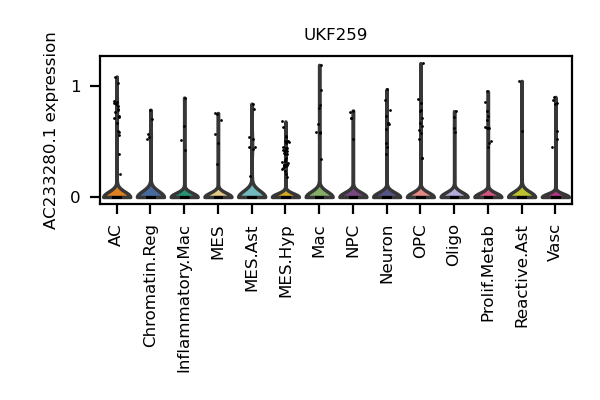 UKF259
AC233280.1 expression
1
0
AC
Chromatin.Reg
Inflammatory.Mac
MES
MES.Ast
MES.Hyp
Mac
NPC
Neuron
OPC
Oligo
Prolif.Metab
Reactive.Ast
Vasc